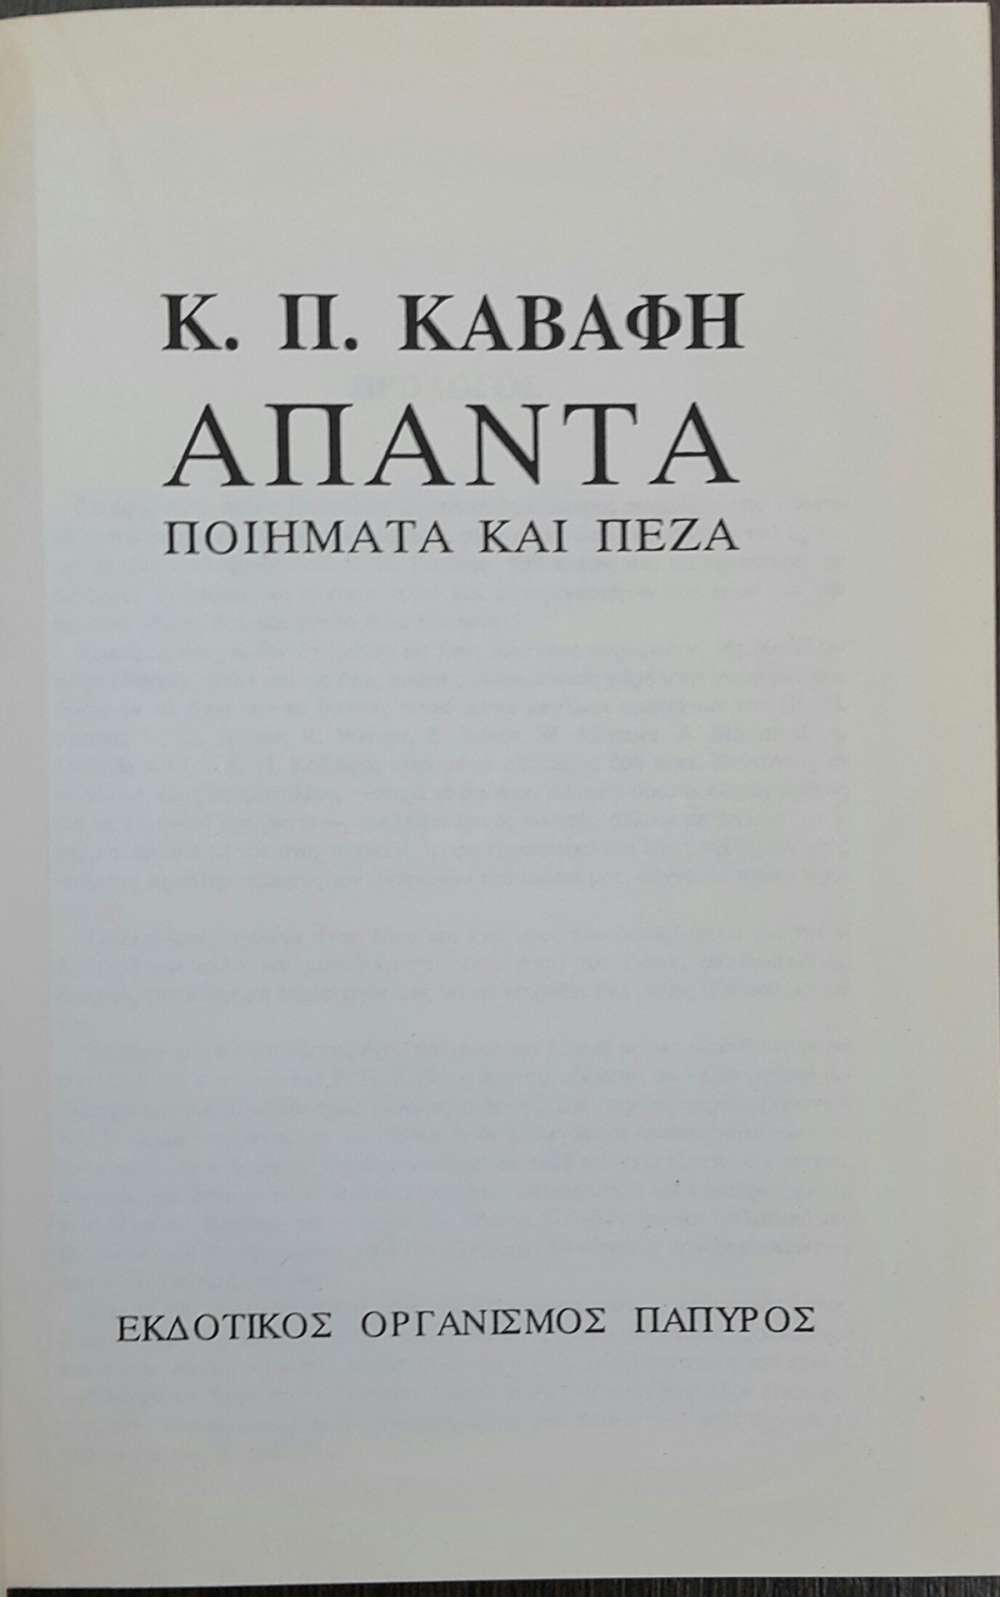 Κ. Π. ΚΑΒΑΦΗ
ΑΠΑΝΤΑ
ΠΟΙΗΜΑΤΑ ΚΑΙ ΠΕΖΑ
ΕΚΔΟΤΙΚΟΣ ΟΡΓΑΝΙΣΜΟΣ ΠΑΠΥΡΟΣ